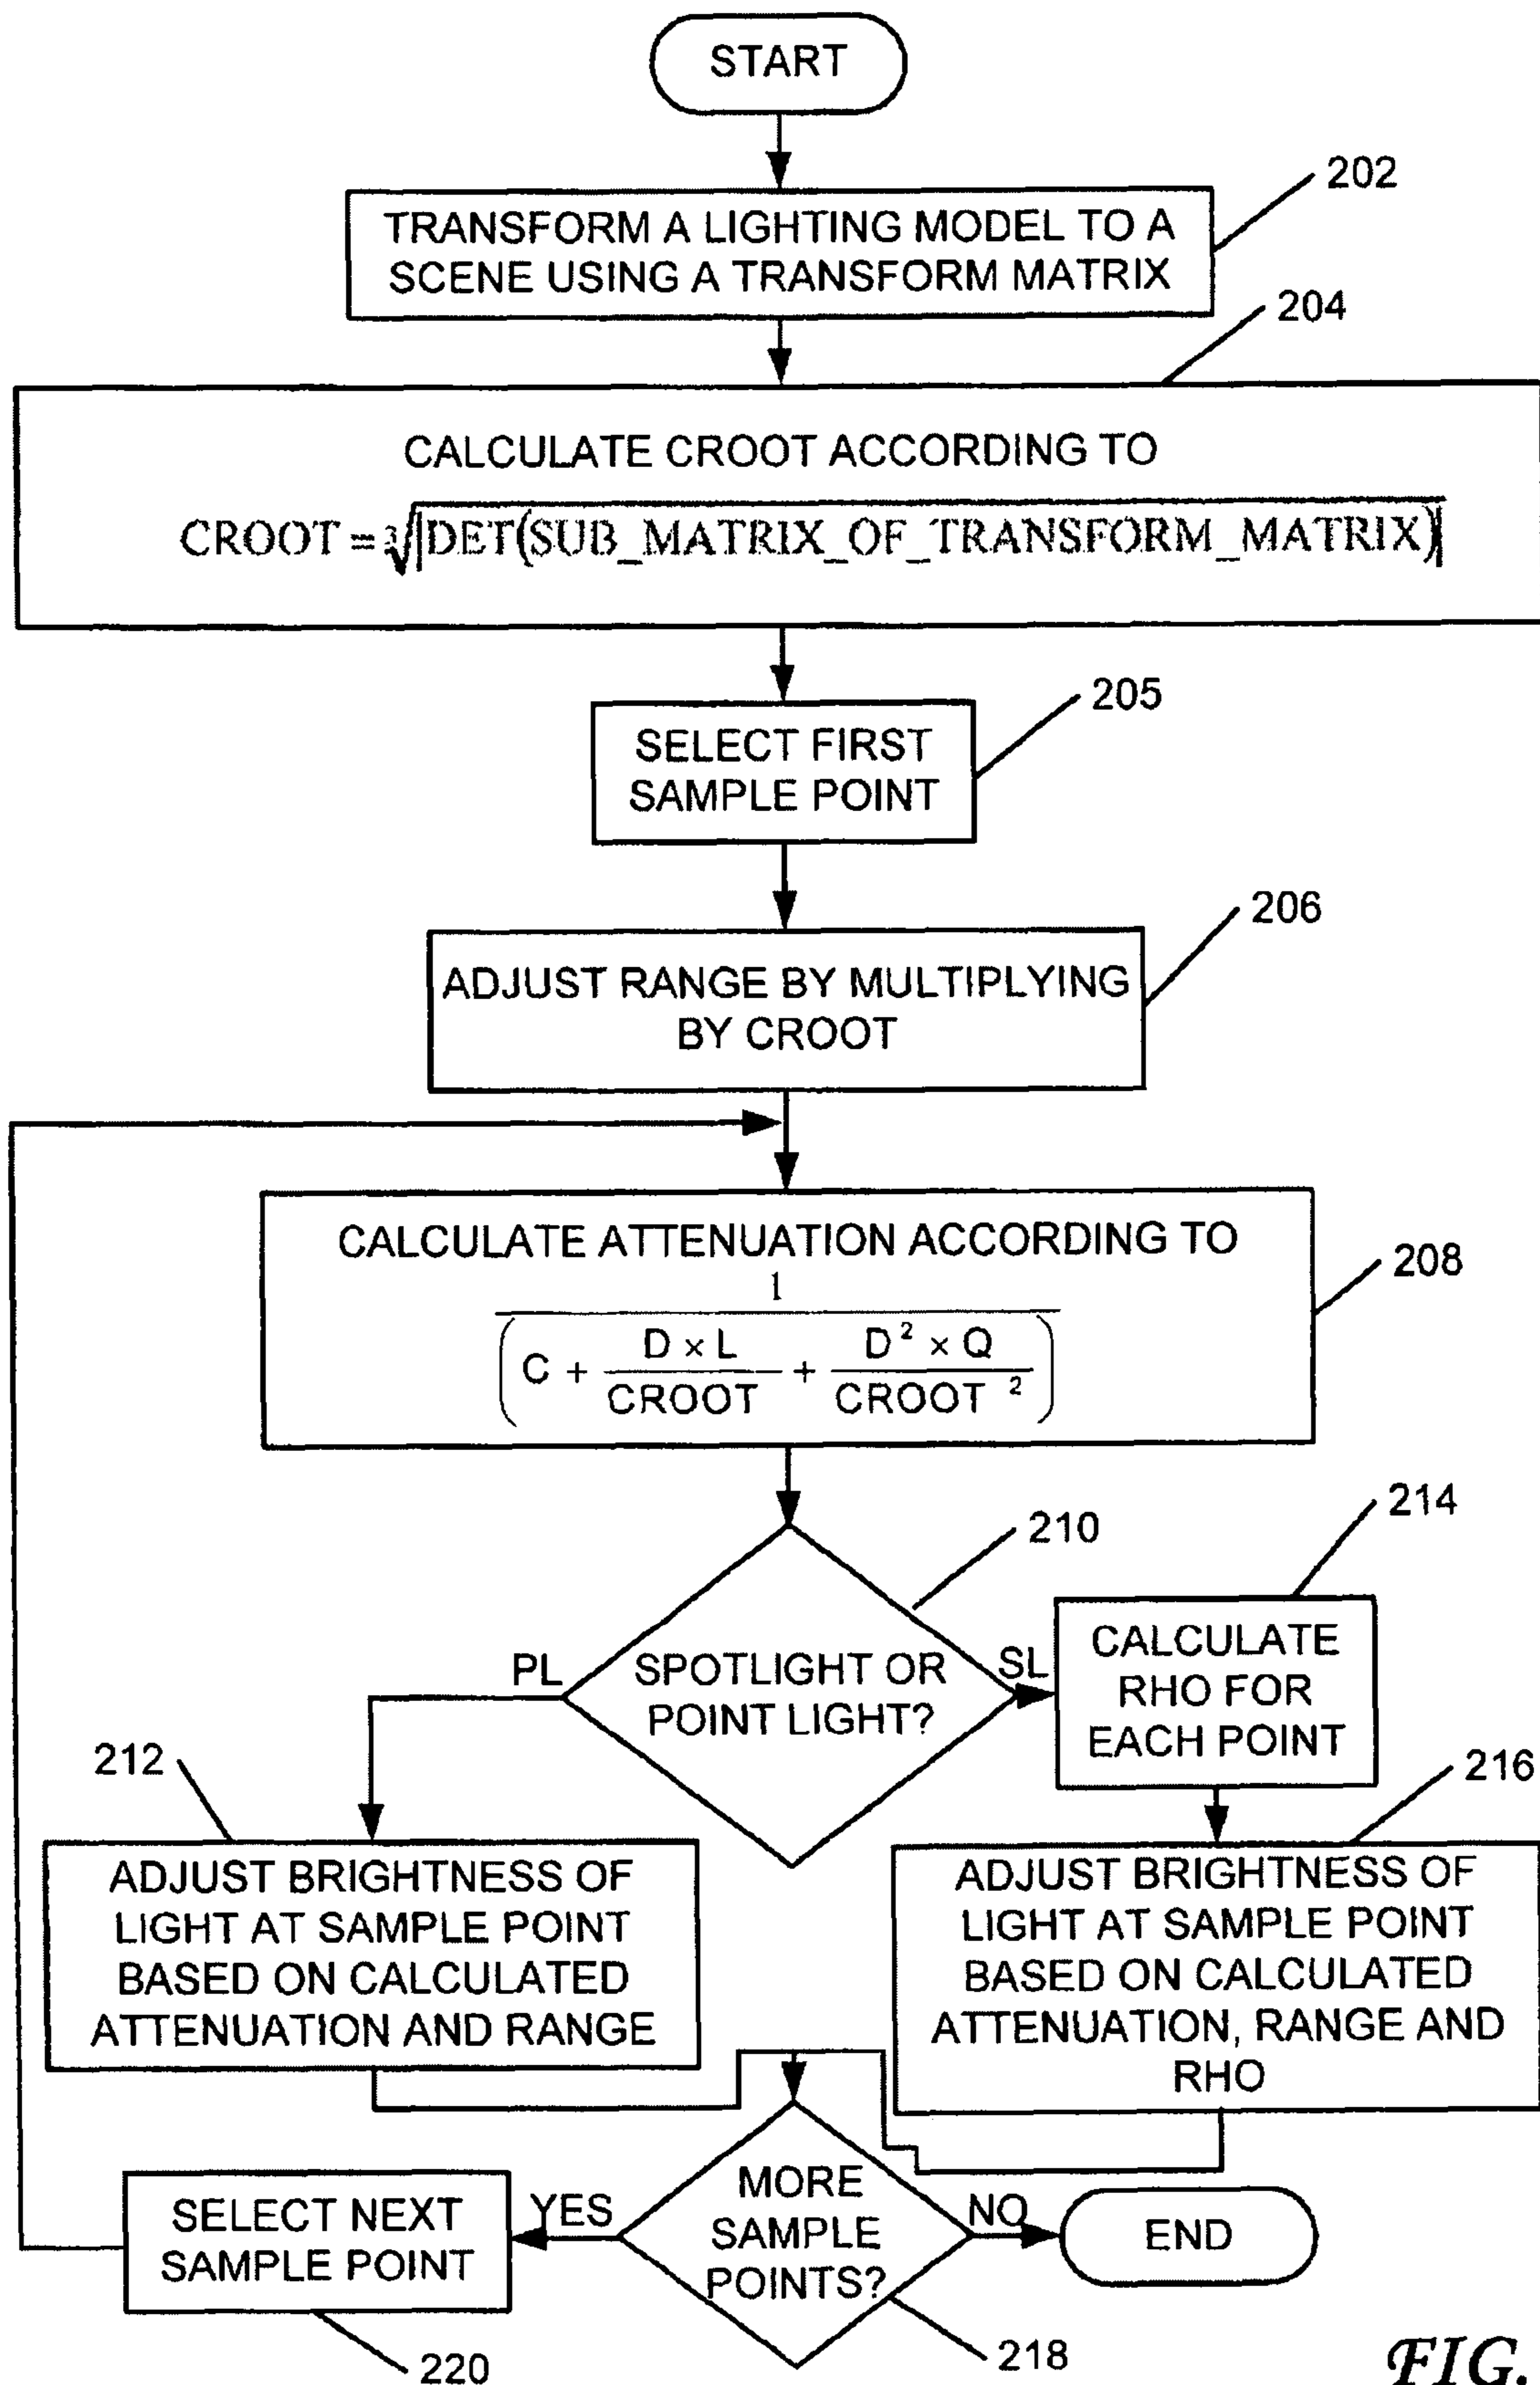 START
202
TRANSFORM A LIGHTING MODEL TO A
SCENE USING A TRANSFORM MATRIX
204
CALCULATE CROOT ACCORDING TO
CROOT = ∛|DET(SUB_MATRIX_OF_TRANSFORM_MATRIX)|
205
SELECT FIRST
SAMPLE POINT
206
ADJUST RANGE BY MULTIPLYING
BY CROOT
208
CALCULATE ATTENUATION ACCORDING TO
1
( C + D × L / CROOT + D² × Q / CROOT² )
210
214
SPOTLIGHT OR
POINT LIGHT?
PL
SL
CALCULATE
RHO FOR
EACH POINT
212
216
ADJUST BRIGHTNESS OF
LIGHT AT SAMPLE POINT
BASED ON CALCULATED
ATTENUATION AND RANGE
ADJUST BRIGHTNESS OF
LIGHT AT SAMPLE POINT
BASED ON CALCULATED
ATTENUATION, RANGE AND
RHO
MORE
SAMPLE
POINTS?
YES
NO
SELECT NEXT
SAMPLE POINT
END
220
218
FIG.